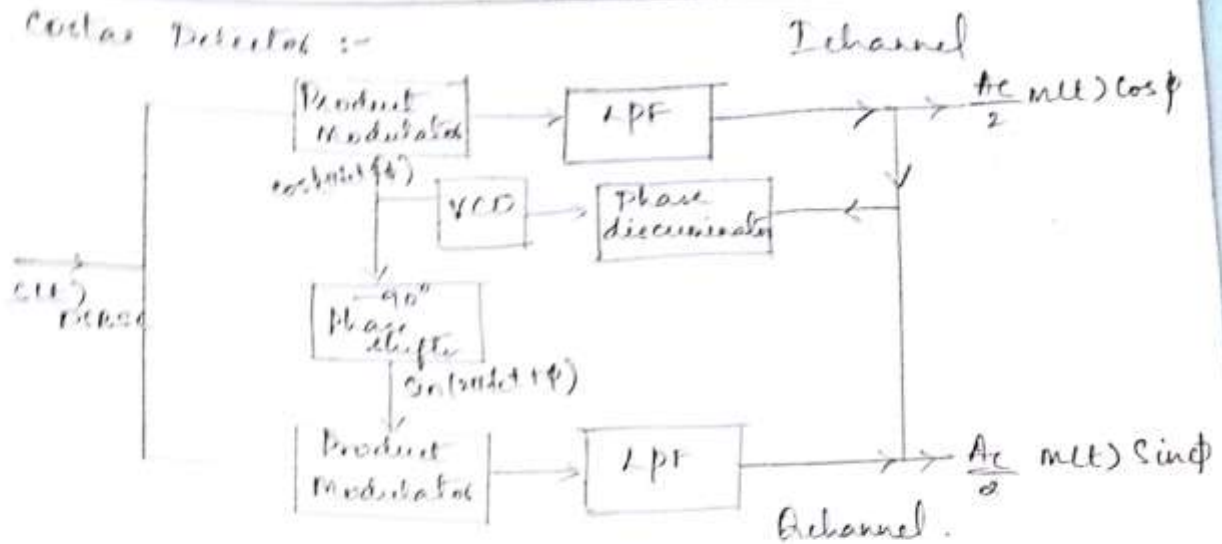 Costas Detector :-
I channel
Product
Modulator
LPF
Ac/2 m(t) cos ϕ
VCO
Phase
discriminator
S(t)
DSBSC
-90°
Phase
shifter
sin(2πfct + ϕ)
Product
Modulator
LPF
Ac/2 m(t) Sin ϕ
Q channel.